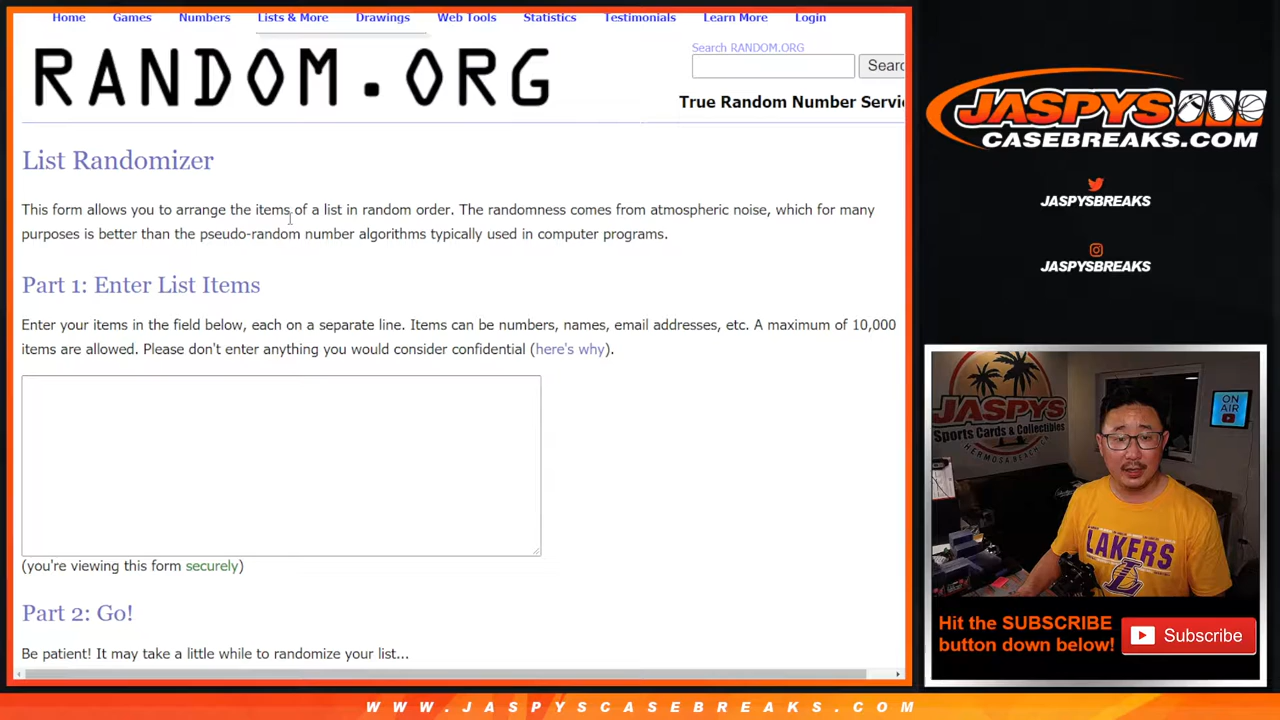 Home Games Numbers Lists & More Drawings Web Tools Statistics Testimonials Learn More Login
RANDOM.ORG
Search RANDOM.ORG
Searc
True Random Number Servi
List Randomizer
This form allows you to arrange the items of a list in random order. The randomness comes from atmospheric noise, which for many
purposes is better than the pseudo-random number algorithms typically used in computer programs.
Part 1: Enter List Items
Enter your items in the field below, each on a separate line. Items can be numbers, names, email addresses, etc. A maximum of 10,000
items are allowed. Please don't enter anything you would consider confidential (here's why).
(you're viewing this form securely)
Part 2: Go!
Be patient! It may take a little while to randomize your list...
JASPYS
CASEBREAKS.COM
JASPYSBREAKS
JASPYSBREAKS
JASPYS
Sports Cards & Collectibles
HERMOSA BEACH, CA
ON
AIR
LAKERS
L
Hit the SUBSCRIBE
button down below!
Subscribe
WWW.JASPYSCASEBREAKS.COM